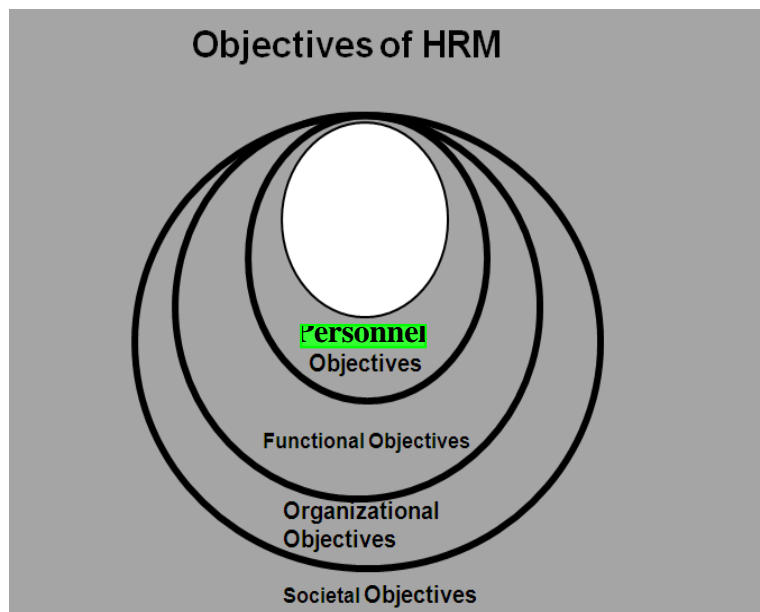 Objectives of HRM
Personnel
Objectives
Functional Objectives
Organizational
Objectives
Societal Objectives